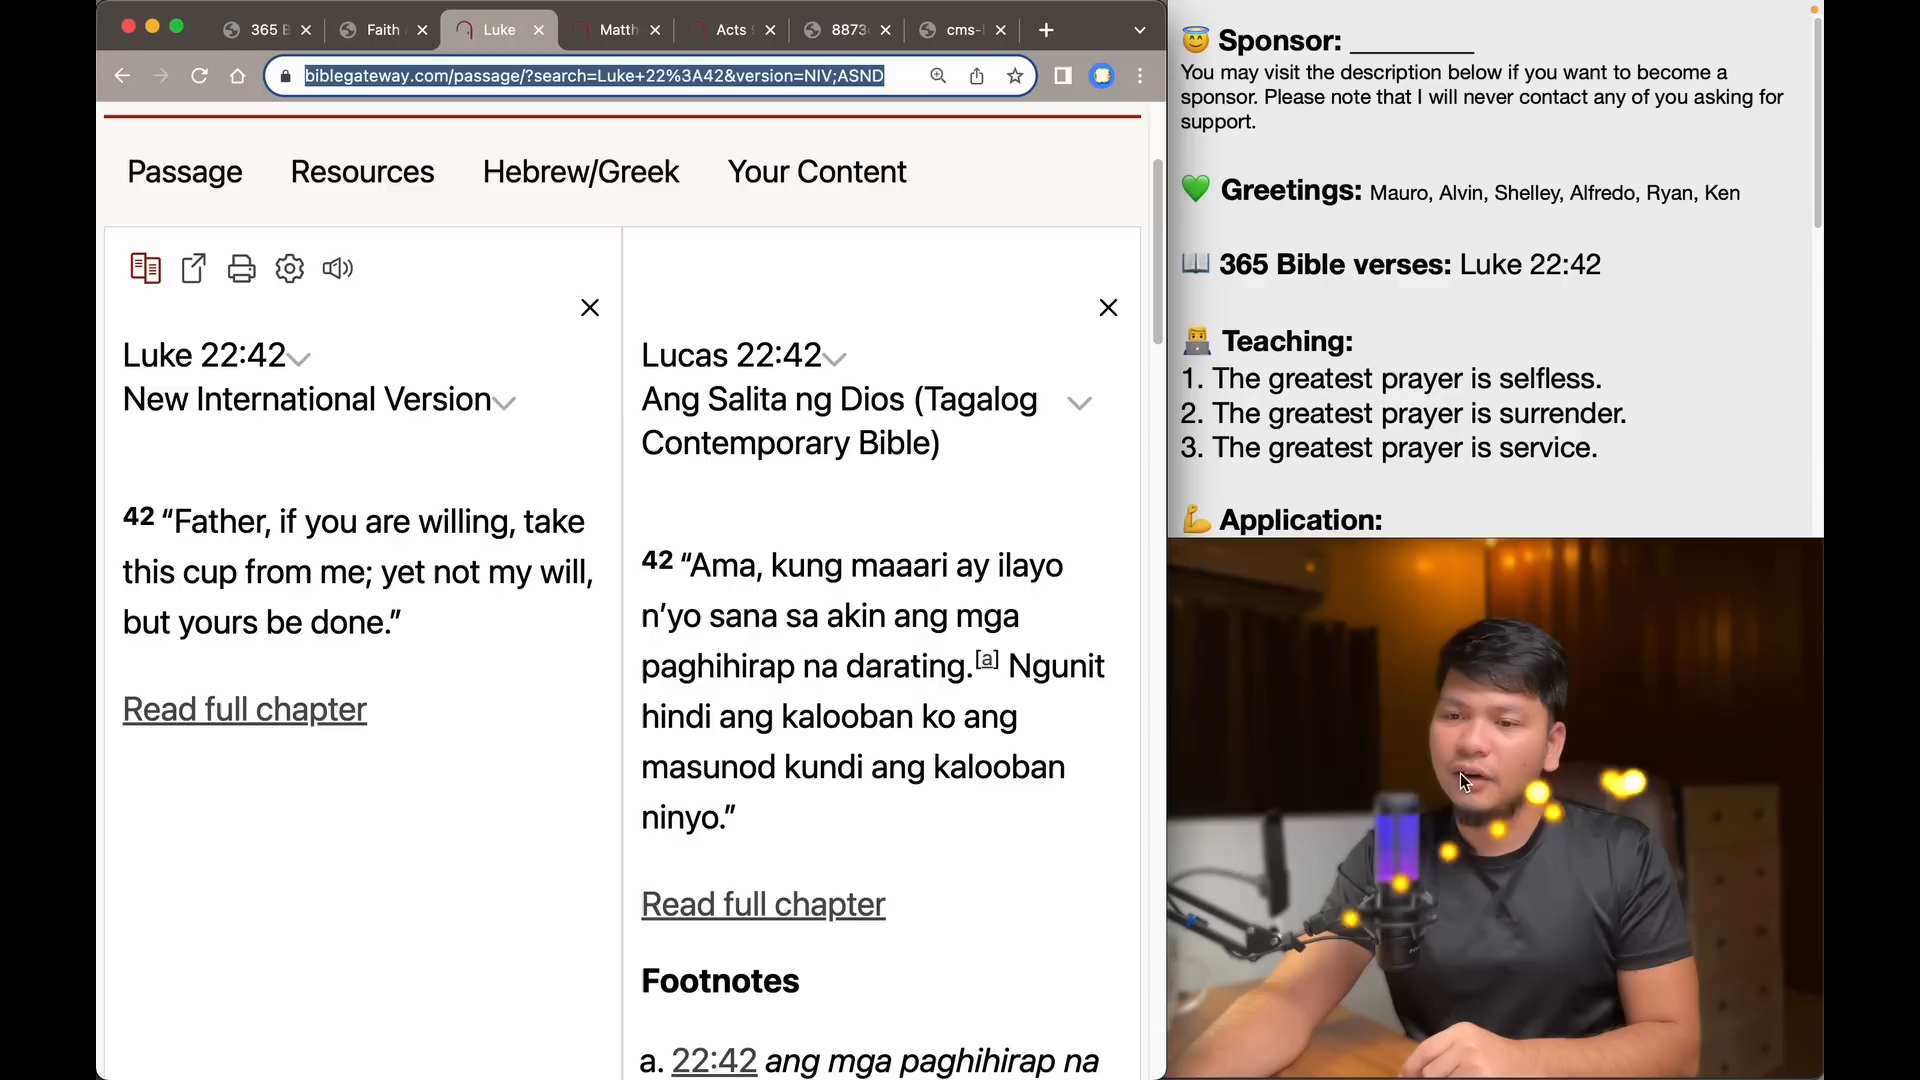 365 B
Faith
Luke
Matth
Acts
8873
cms-
biblegateway.com/passage/?search=Luke+22%3A42&version=NIV;ASND
Passage
Resources
Hebrew/Greek
Your Content
Luke 22:42
New International Version
42 “Father, if you are willing, take
this cup from me; yet not my will,
but yours be done.”
Read full chapter
Lucas 22:42
Ang Salita ng Dios (Tagalog
Contemporary Bible)
42 “Ama, kung maaari ay ilayo
n’yo sana sa akin ang mga
paghihirap na darating.[a] Ngunit
hindi ang kalooban ko ang
masunod kundi ang kalooban
ninyo.”
Read full chapter
Footnotes
a. 22:42 ang mga paghihirap na
😇 Sponsor: __________
You may visit the description below if you want to become a
sponsor. Please note that I will never contact any of you asking for
support.
💚 Greetings: Mauro, Alvin, Shelley, Alfredo, Ryan, Ken
📖 365 Bible verses: Luke 22:42
👨‍💻 Teaching:
1. The greatest prayer is selfless.
2. The greatest prayer is surrender.
3. The greatest prayer is service.
💪 Application: